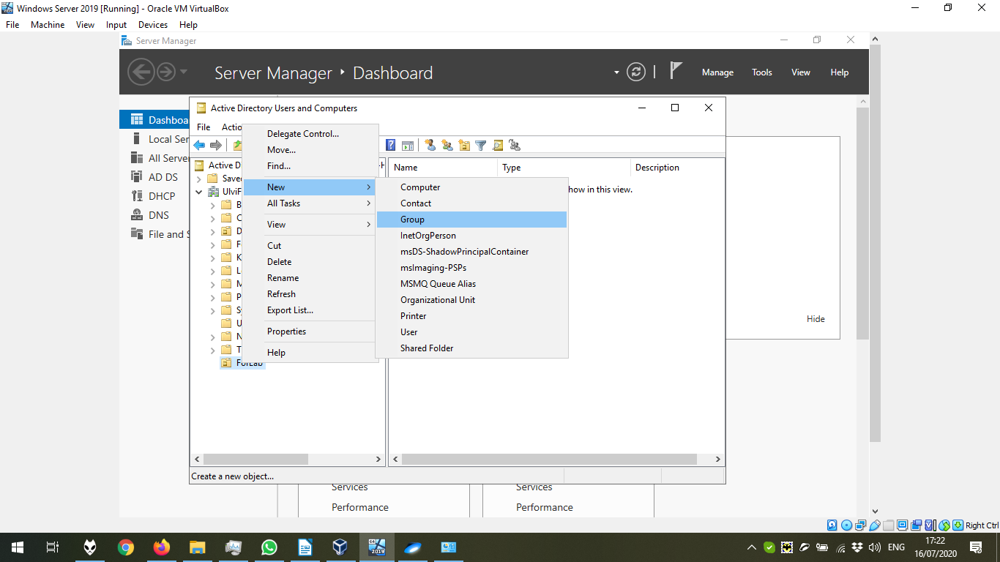 Windows Server 2019 [Running] - Oracle VM VirtualBox
File Machine View Input Devices Help
Server Manager
Server Manager ‣ Dashboard
Manage Tools View Help
Dashboa
Local Ser
All Serve
AD DS
DHCP
DNS
File and S
Active Directory Users and Computers
File Actio
Active D
Save
UlviF
B
C
D
F
K
L
M
P
Sy
U
N
T
ForLab
Delegate Control...
Move...
Find...
New
All Tasks
View
Cut
Delete
Rename
Refresh
Export List...
Properties
Help
Computer
Contact
Group
InetOrgPerson
msDS-ShadowPrincipalContainer
msImaging-PSPs
MSMQ Queue Alias
Organizational Unit
Printer
User
Shared Folder
Name Type Description
how in this view.
Hide
Create a new object...
Services Services
Performance Performance
Right Ctrl
2019
ENG
17:22
16/07/2020